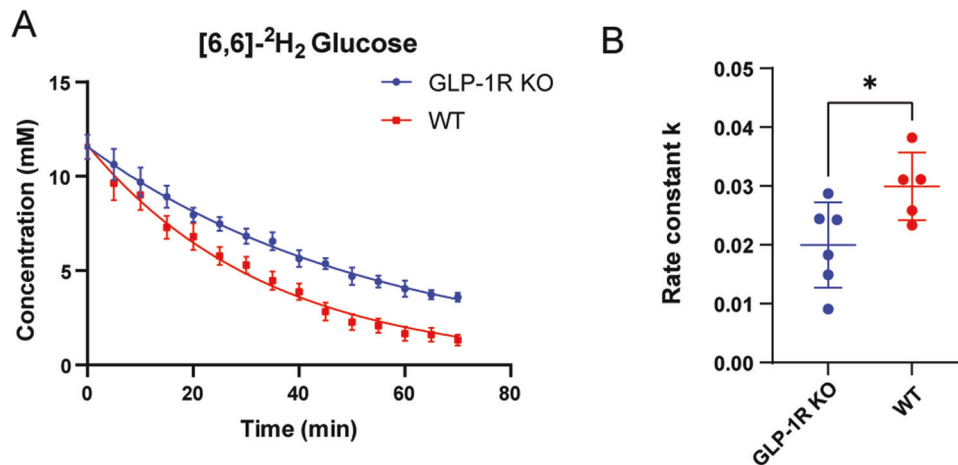 A
[6,6]-²H₂ Glucose
GLP-1R KO
WT
Concentration (mM)
15
10
5
0
0 20 40 60 80
Time (min)
B
*
Rate constant k
0.05
0.04
0.03
0.02
0.01
0.00
GLP-1R KO
WT